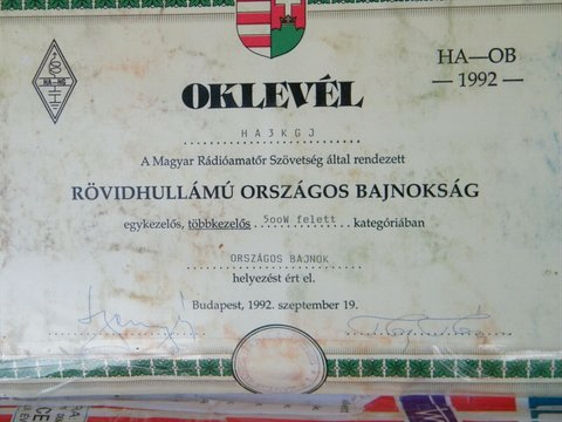 HA—OB
— 1992 —
OKLEVÉL
HA3KGJ
A Magyar Rádióamatőr Szövetség által rendezett
RÖVIDHULLÁMÚ ORSZÁGOS BAJNOKSÁG
egykezelős, többkezelős 5ooW felett kategóriában
ORSZÁGOS BAJNOK
helyezést ért el.
Budapest, 1992. szeptember 19.